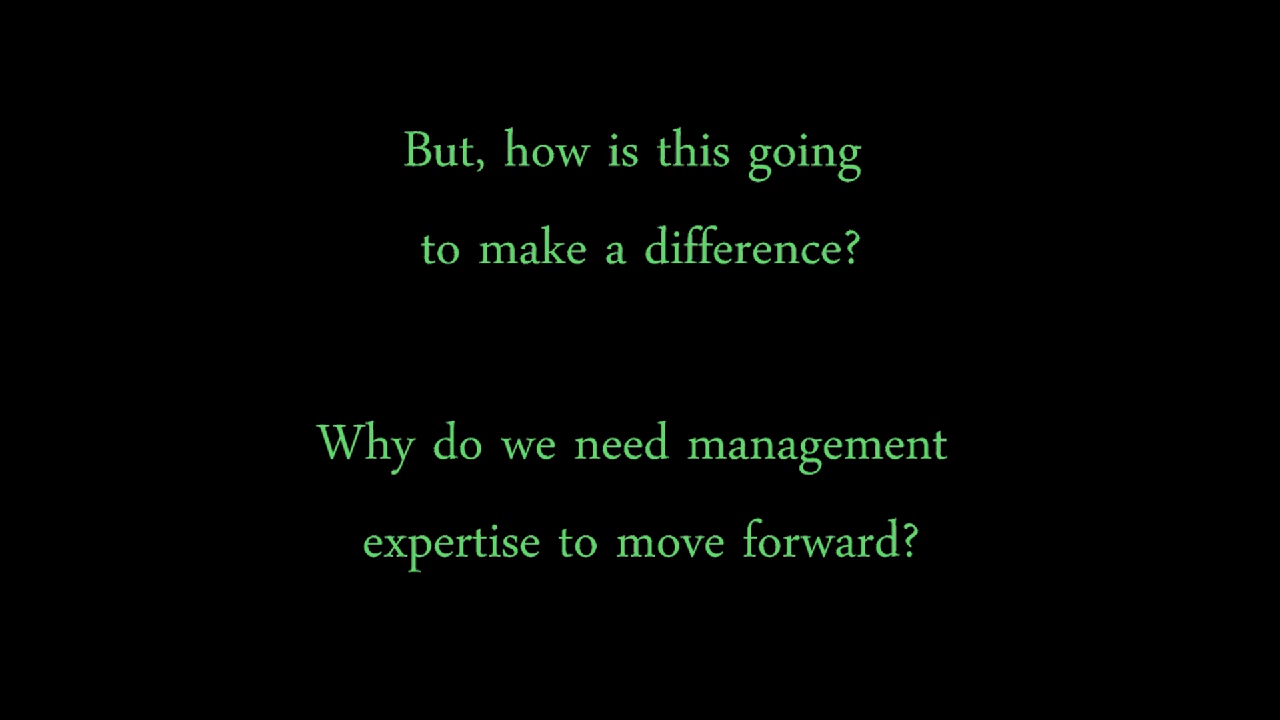 But, how is this going
to make a difference?
Why do we need management
expertise to move forward?